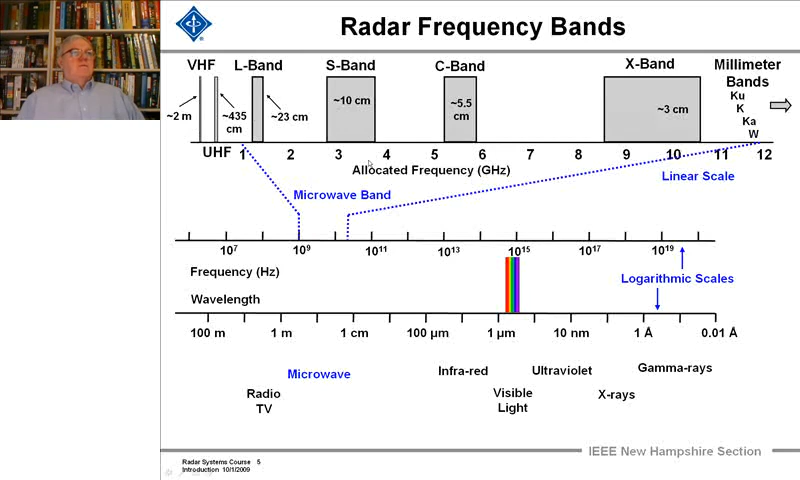 Radar Frequency Bands
VHF L-Band S-Band C-Band X-Band Millimeter
Bands
Ku
K
Ka
W
~2 m ~435
cm ~23 cm ~10 cm ~5.5
cm ~3 cm
UHF 1 2 3 4 5 6 7 8 9 10 11 12
Allocated Frequency (GHz)
Linear Scale
Microwave Band
10⁷ 10⁹ 10¹¹ 10¹³ 10¹⁵ 10¹⁷ 10¹⁹
Frequency (Hz)
Logarithmic Scales
Wavelength
100 m 1 m 1 cm 100 μm 1 μm 10 nm 1 Å 0.01 Å
Microwave Infra-red Ultraviolet Gamma-rays
Radio
TV
Visible
Light
X-rays
IEEE New Hampshire Section
Radar Systems Course 5
Introduction 10/1/2009